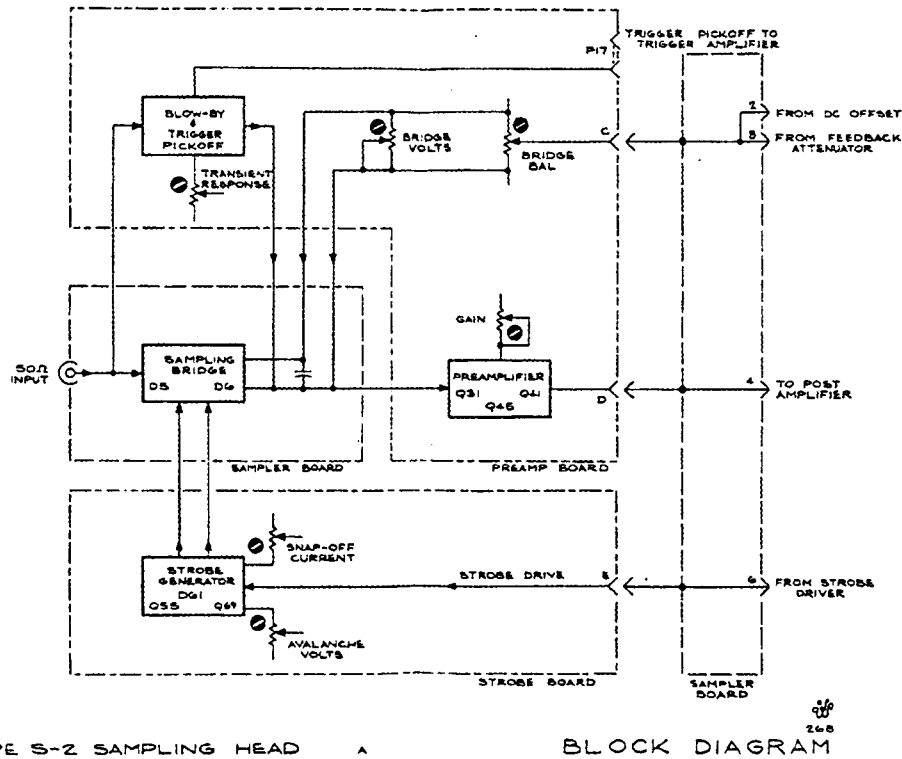 TRIGGER PICKOFF TO
TRIGGER AMPLIFIER
P17
BLOW-BY
&
TRIGGER
PICKOFF
TRANSIENT
RESPONSE
BRIDGE
VOLTS
BRIDGE
BAL
C
2
FROM DC OFFSET
3
FROM FEEDBACK
ATTENUATOR
50Ω
INPUT
SAMPLING
BRIDGE
D5 D6
GAIN
PREAMPLIFIER
Q31 Q41
Q45
D
4
TO POST
AMPLIFIER
SAMPLER BOARD
PREAMP BOARD
SNAP-OFF
CURRENT
STROBE
GENERATOR
D61
Q55 Q69
STROBE DRIVE
E
6
FROM STROBE
DRIVER
AVALANCHE
VOLTS
STROBE BOARD
SAMPLER
BOARD
268
PE S-2 SAMPLING HEAD A BLOCK DIAGRAM